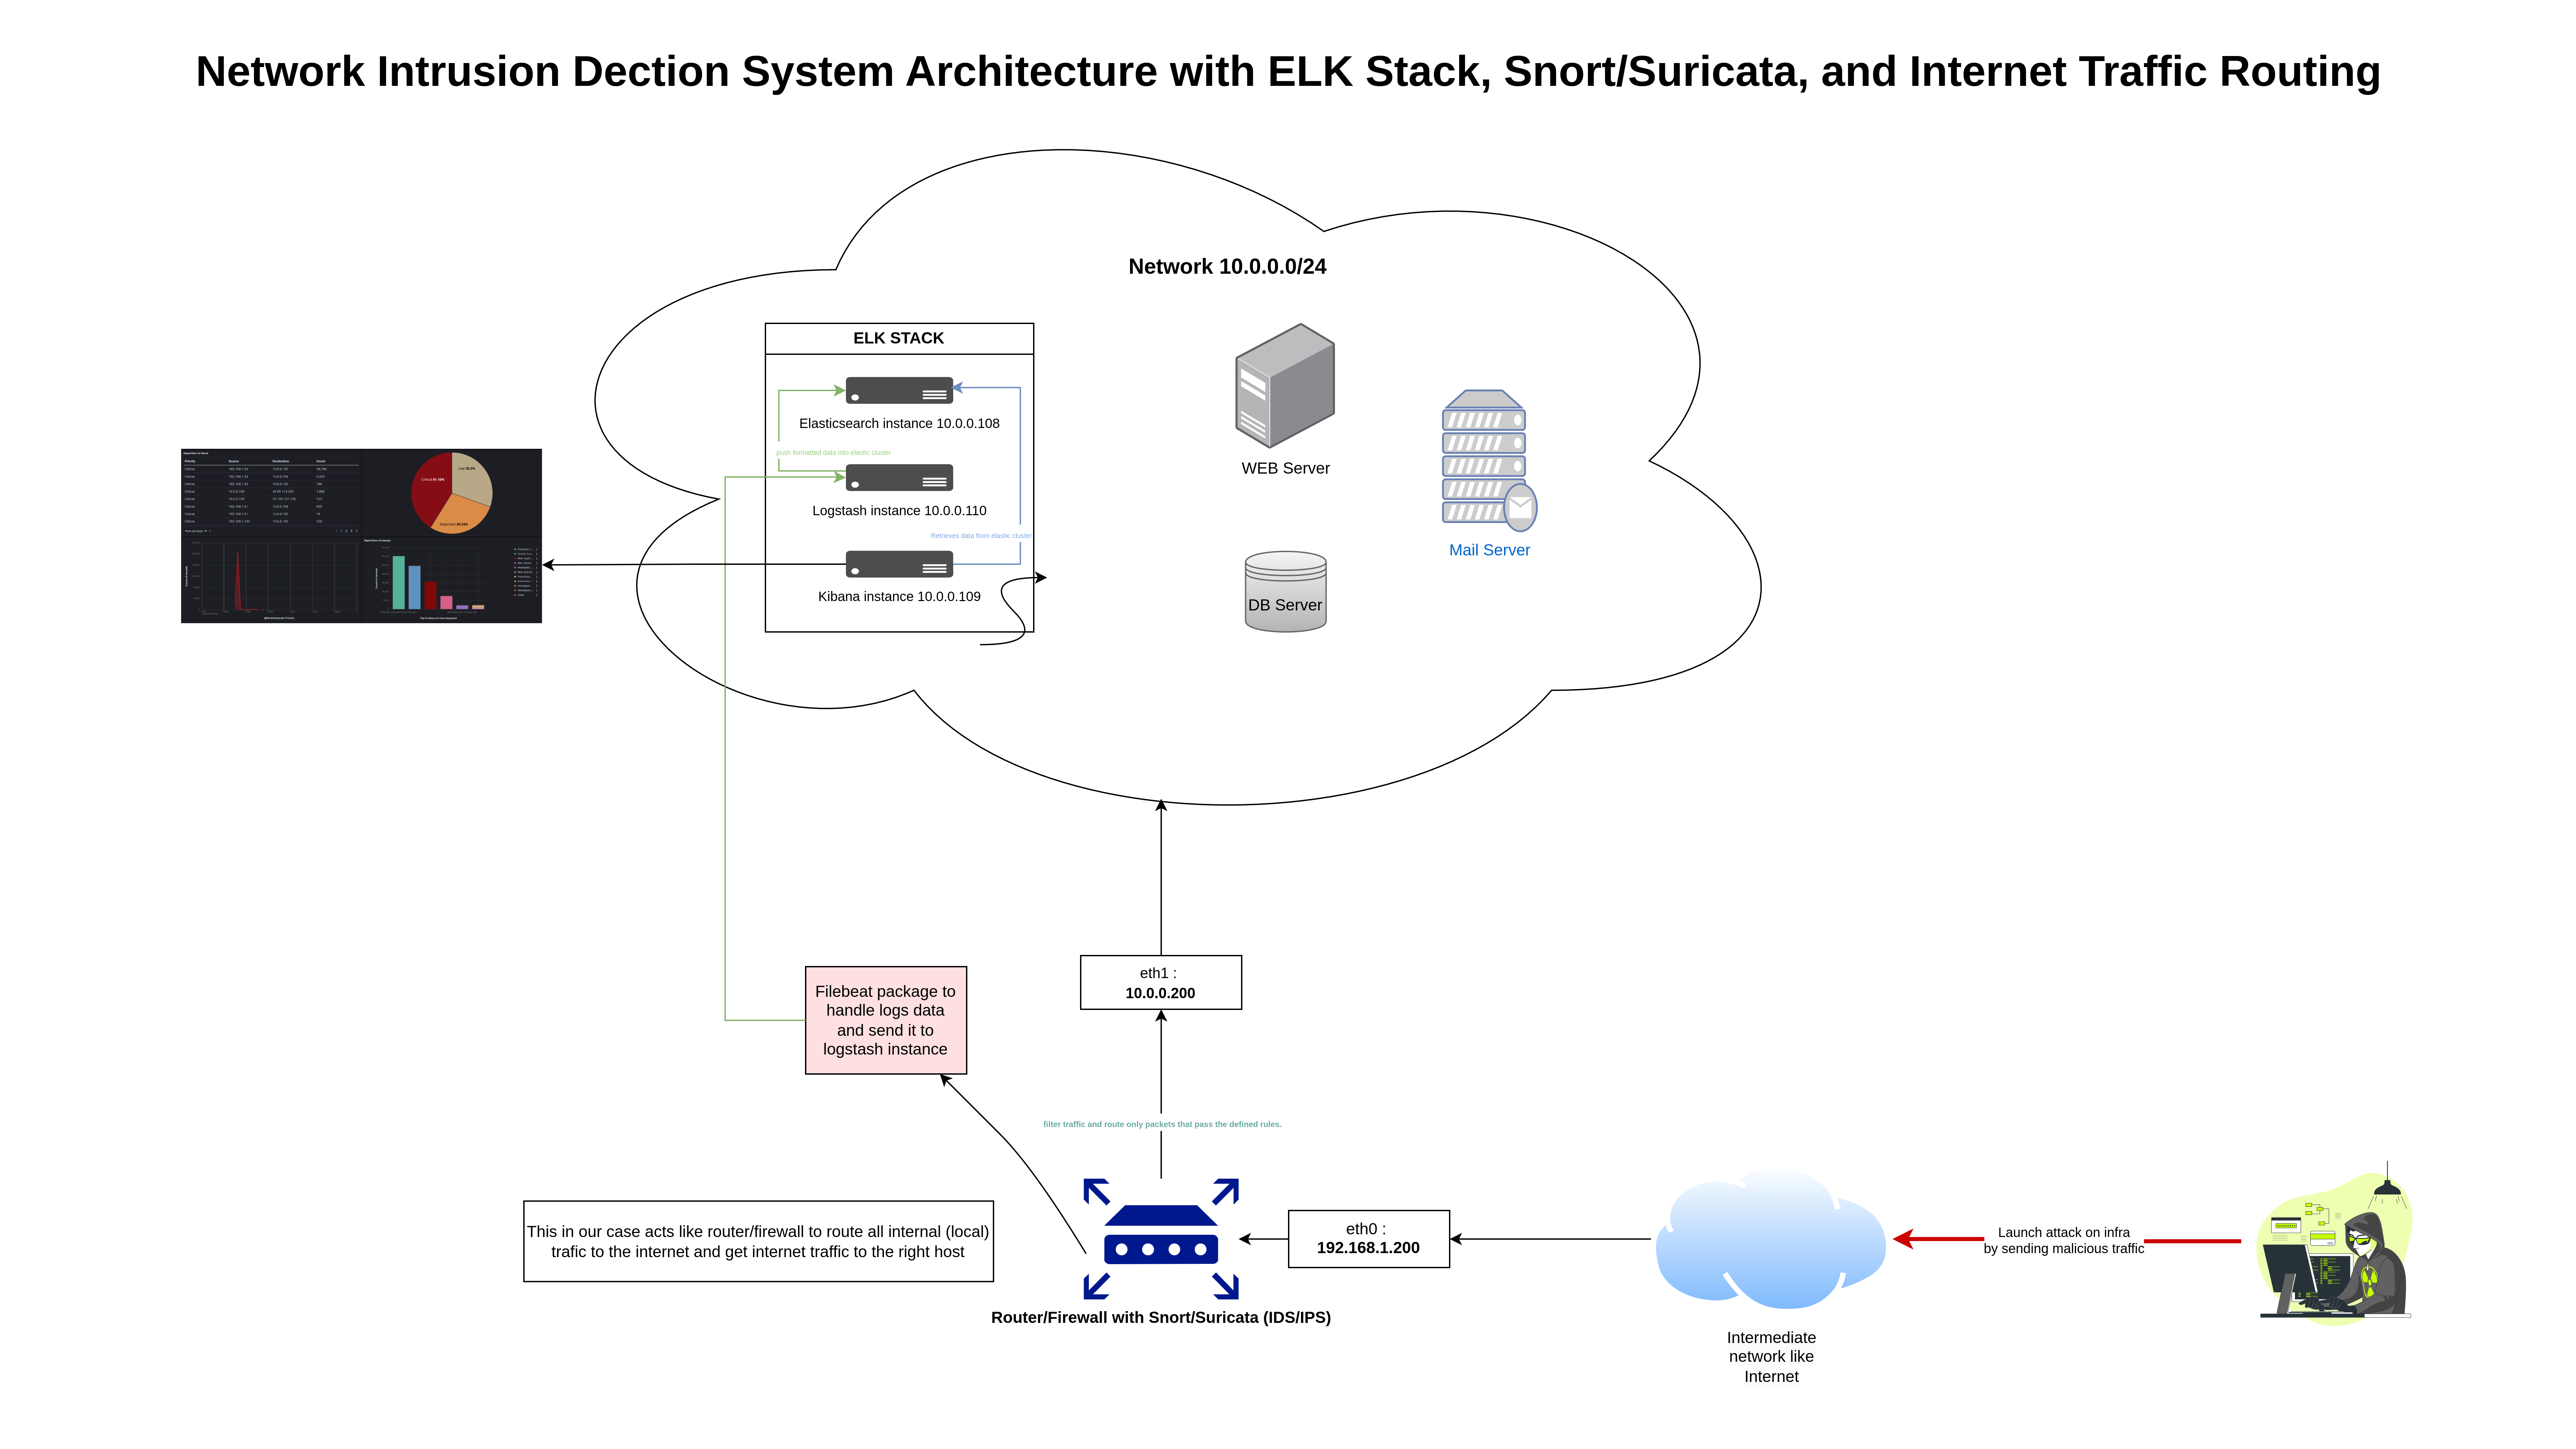 Network Intrusion Dection System Architecture with ELK Stack, Snort/Suricata, and Internet Traffic Routing
Network 10.0.0.0/24
ELK STACK
Elasticsearch instance 10.0.0.108
push formatted data into elastic cluster
Logstash instance 10.0.0.110
Retrieves data from elastic cluster
Kibana instance 10.0.0.109
WEB Server
Mail Server
DB Server
Priority Source Destination Count
eth1 :
10.0.0.200
Filebeat package to
handle logs data
and send it to
logstash instance
filter traffic and route only packets that pass the defined rules.
This in our case acts like router/firewall to route all internal (local)
trafic to the internet and get internet traffic to the right host
Router/Firewall with Snort/Suricata (IDS/IPS)
eth0 :
192.168.1.200
Intermediate
network like
Internet
Launch attack on infra
by sending malicious traffic